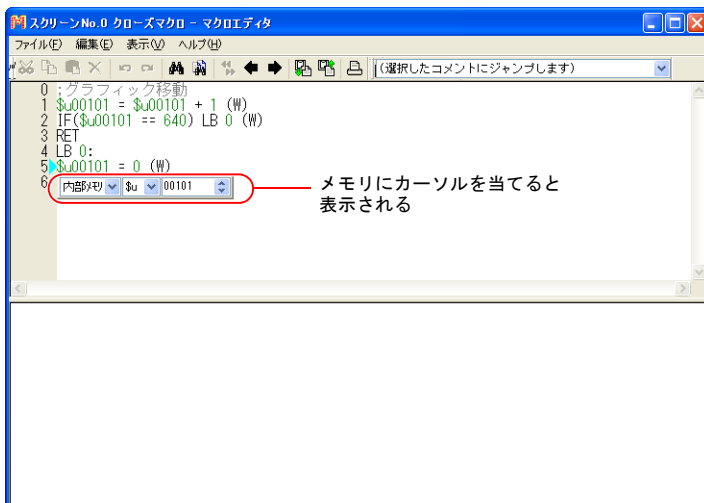 スクリーンNo.0 クローズマクロ - マクロエディタ
ファイル(F) 編集(E) 表示(V) ヘルプ(H)
(選択したコメントにジャンプします)
0 ;グラフィック移動
1 $u00101 = $u00101 + 1 (₩)
2 IF($u00101 == 640) LB 0 (₩)
3 RET
4 LB 0:
5 $u00101 = 0 (₩)
6
内部メモリ $u 00101
メモリにカーソルを当てると
表示される